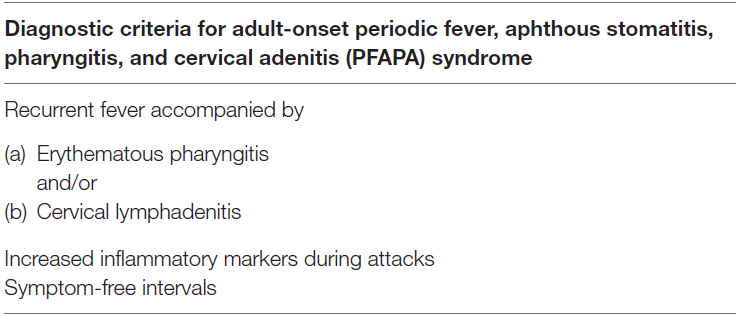 Diagnostic criteria for adult-onset periodic fever, aphthous stomatitis,
pharyngitis, and cervical adenitis (PFAPA) syndrome
Recurrent fever accompanied by
(a) Erythematous pharyngitis
and/or
(b) Cervical lymphadenitis
Increased inflammatory markers during attacks
Symptom-free intervals